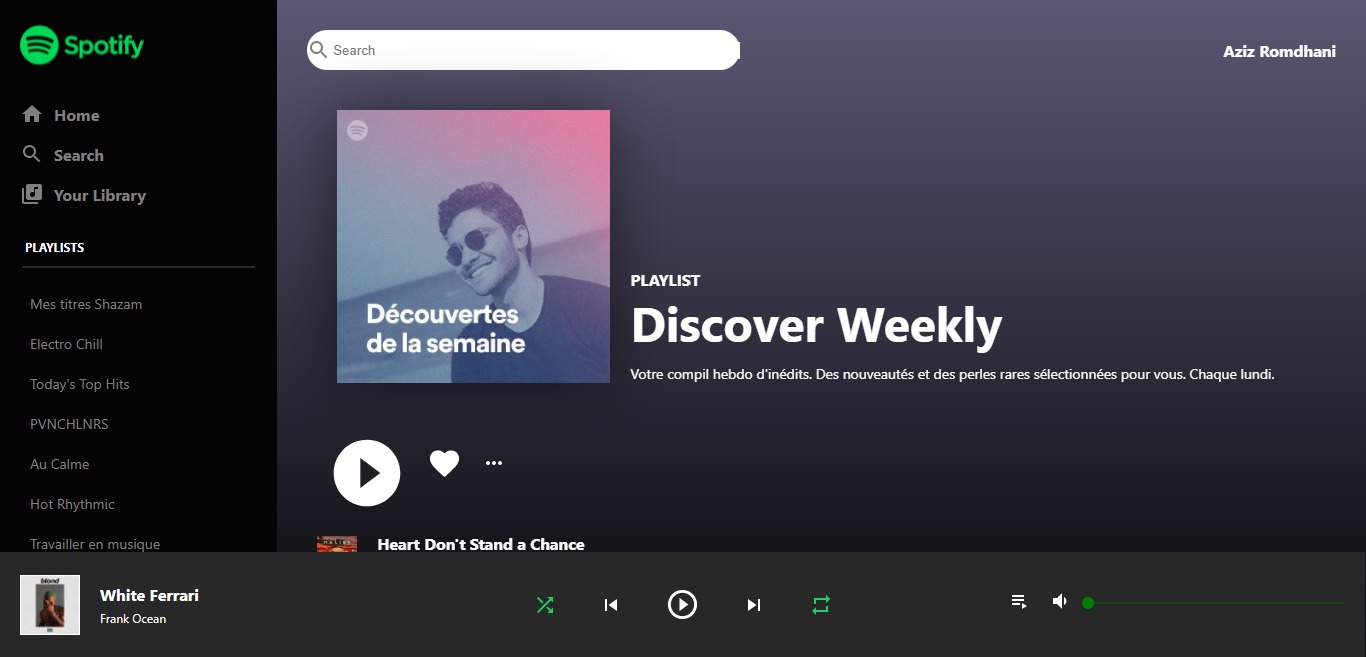 Spotify
Search
Aziz Romdhani
Home
Search
Your Library
PLAYLISTS
Mes titres Shazam
Electro Chill
Today's Top Hits
PVNCHLNRS
Au Calme
Hot Rhythmic
Travailler en musique
Découvertes
de la semaine
PLAYLIST
Discover Weekly
Votre compil hebdo d'inédits. Des nouveautés et des perles rares sélectionnées pour vous. Chaque lundi.
Heart Don't Stand a Chance
blond
White Ferrari
Frank Ocean